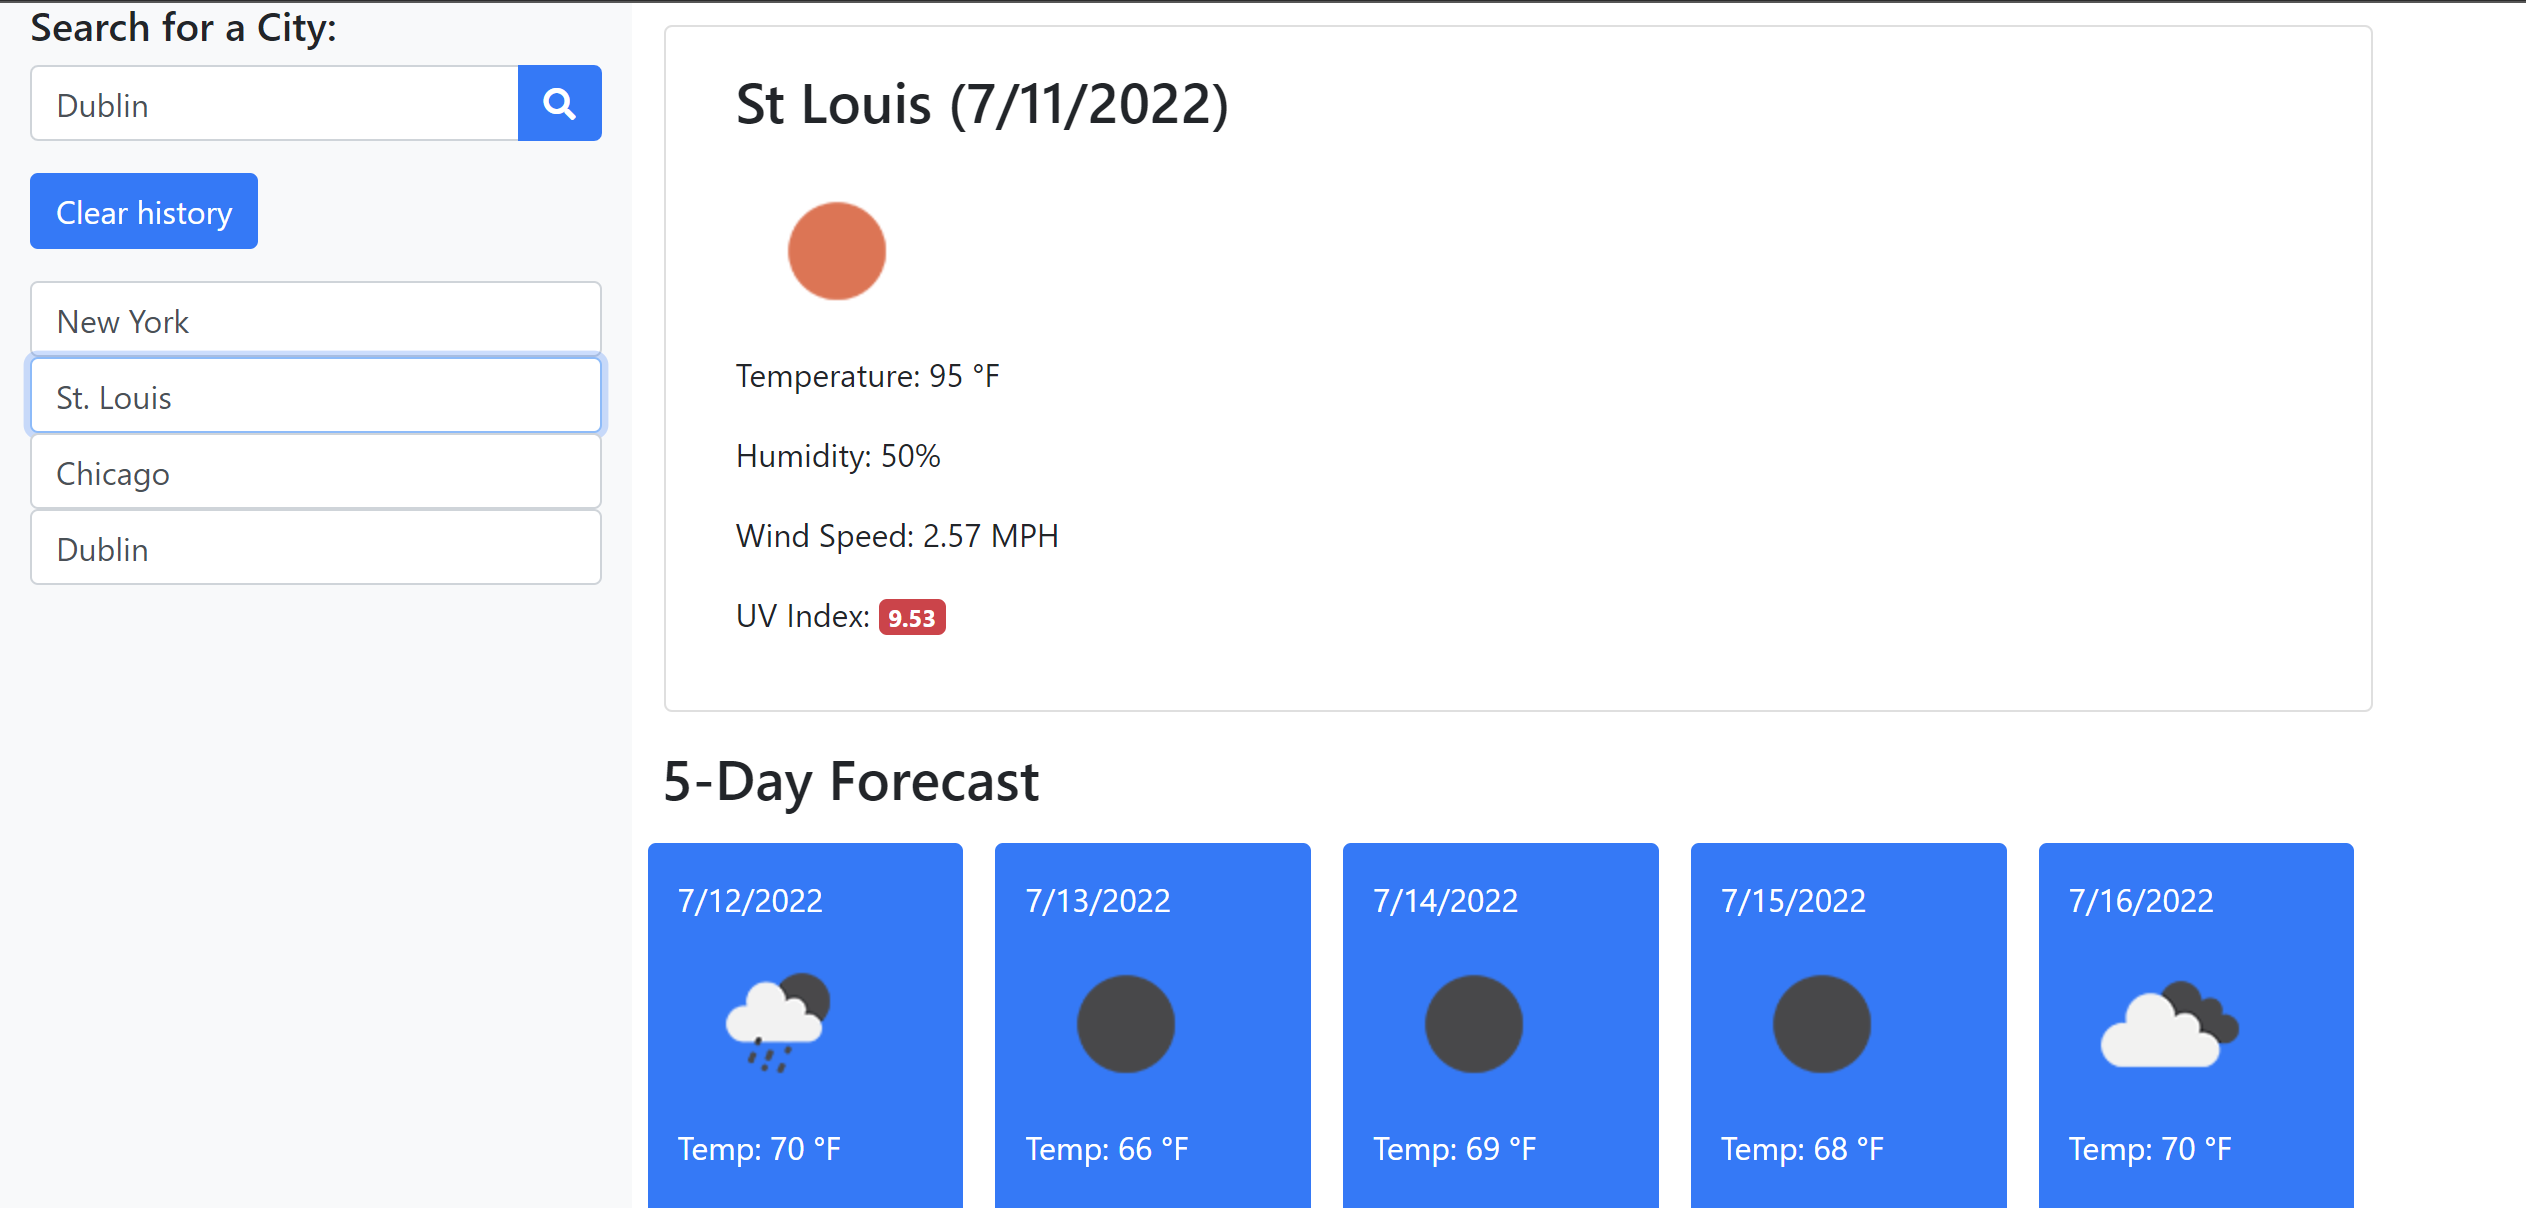 Search for a City:
Dublin
Clear history
New York
St. Louis
Chicago
Dublin
St Louis (7/11/2022)
Temperature: 95 °F
Humidity: 50%
Wind Speed: 2.57 MPH
UV Index: 9.53
5-Day Forecast
7/12/2022
Temp: 70 °F
7/13/2022
Temp: 66 °F
7/14/2022
Temp: 69 °F
7/15/2022
Temp: 68 °F
7/16/2022
Temp: 70 °F